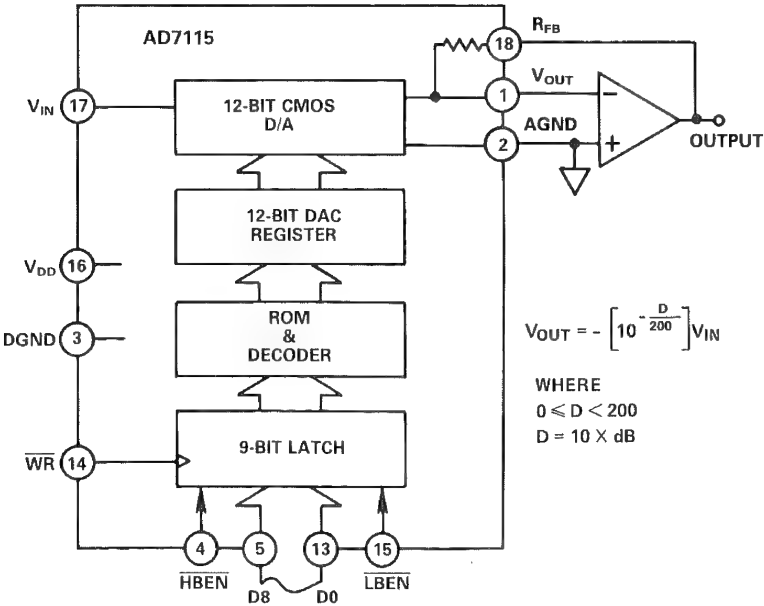 AD7115
R_FB
18
V_IN
17
12-BIT CMOS
D/A
V_OUT
1
AGND
2
−
+
OUTPUT
12-BIT DAC
REGISTER
V_DD
16
DGND
3
ROM
&
DECODER
V_OUT = - [10^(-D/200)] V_IN
WHERE
0 ⩽ D < 200
D = 10 X dB
WR̅
14
9-BIT LATCH
4
5
13
15
HBEN
D8
D0
LBEN